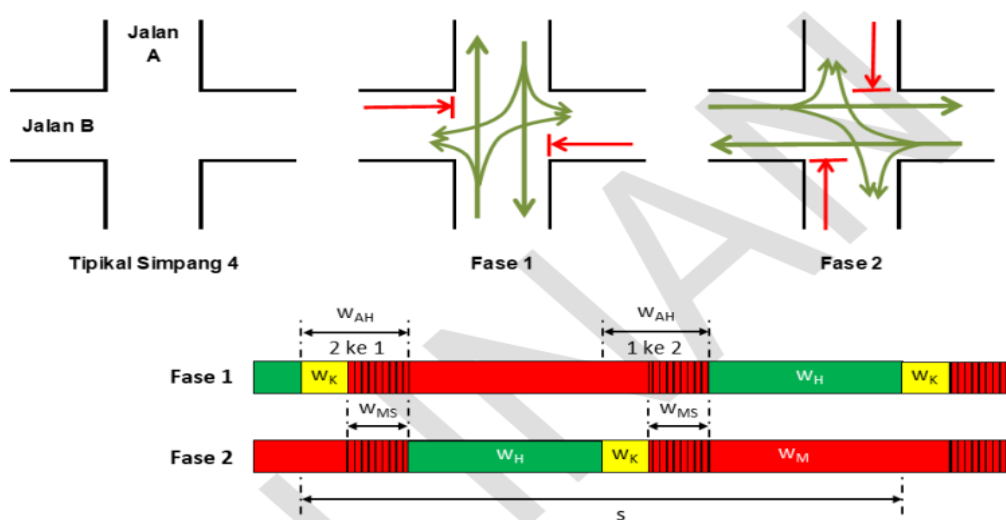 Jalan
A
Jalan B
Tipikal Simpang 4
Fase 1
Fase 2
WAH
WAH
2 ke 1
1 ke 2
Fase 1
WK
WH
WK
WMS
WMS
Fase 2
WH
WK
WM
s